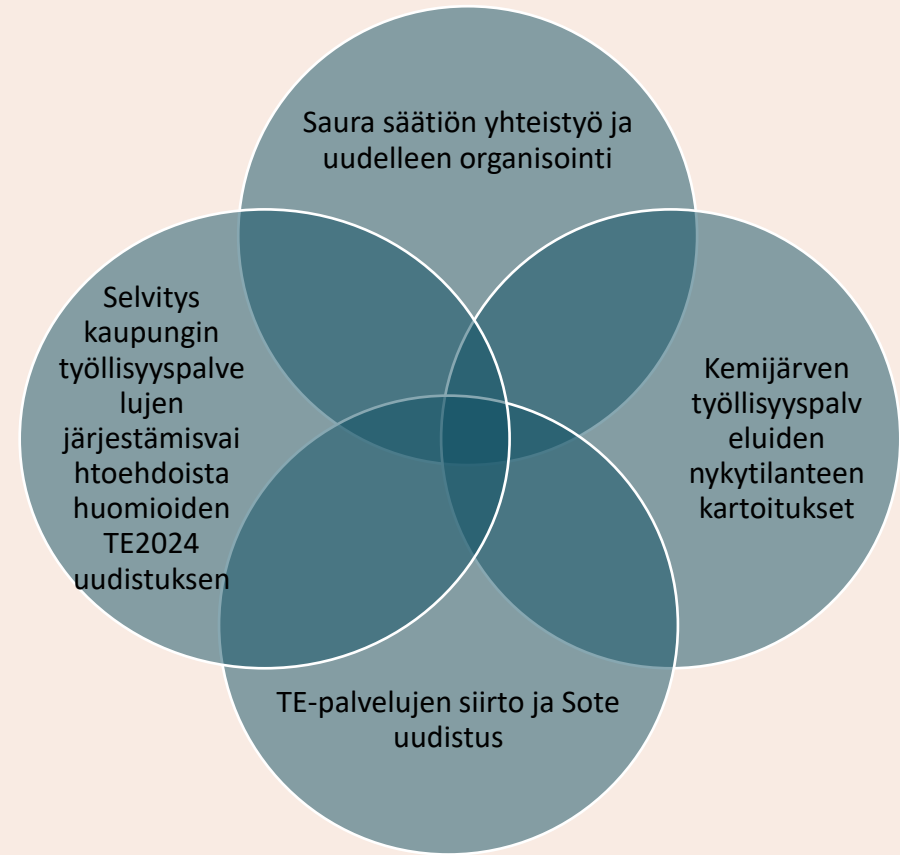 Saura säätiön yhteistyö ja
uudelleen organisointi
Selvitys
kaupungin
työllisyyspalve
lujen
järjestämisvai
htoehdoista
huomioiden
TE2024
uudistuksen
Kemijärven
työllisyyspalv
eluiden
nykytilanteen
kartoitukset
TE-palvelujen siirto ja Sote
uudistus